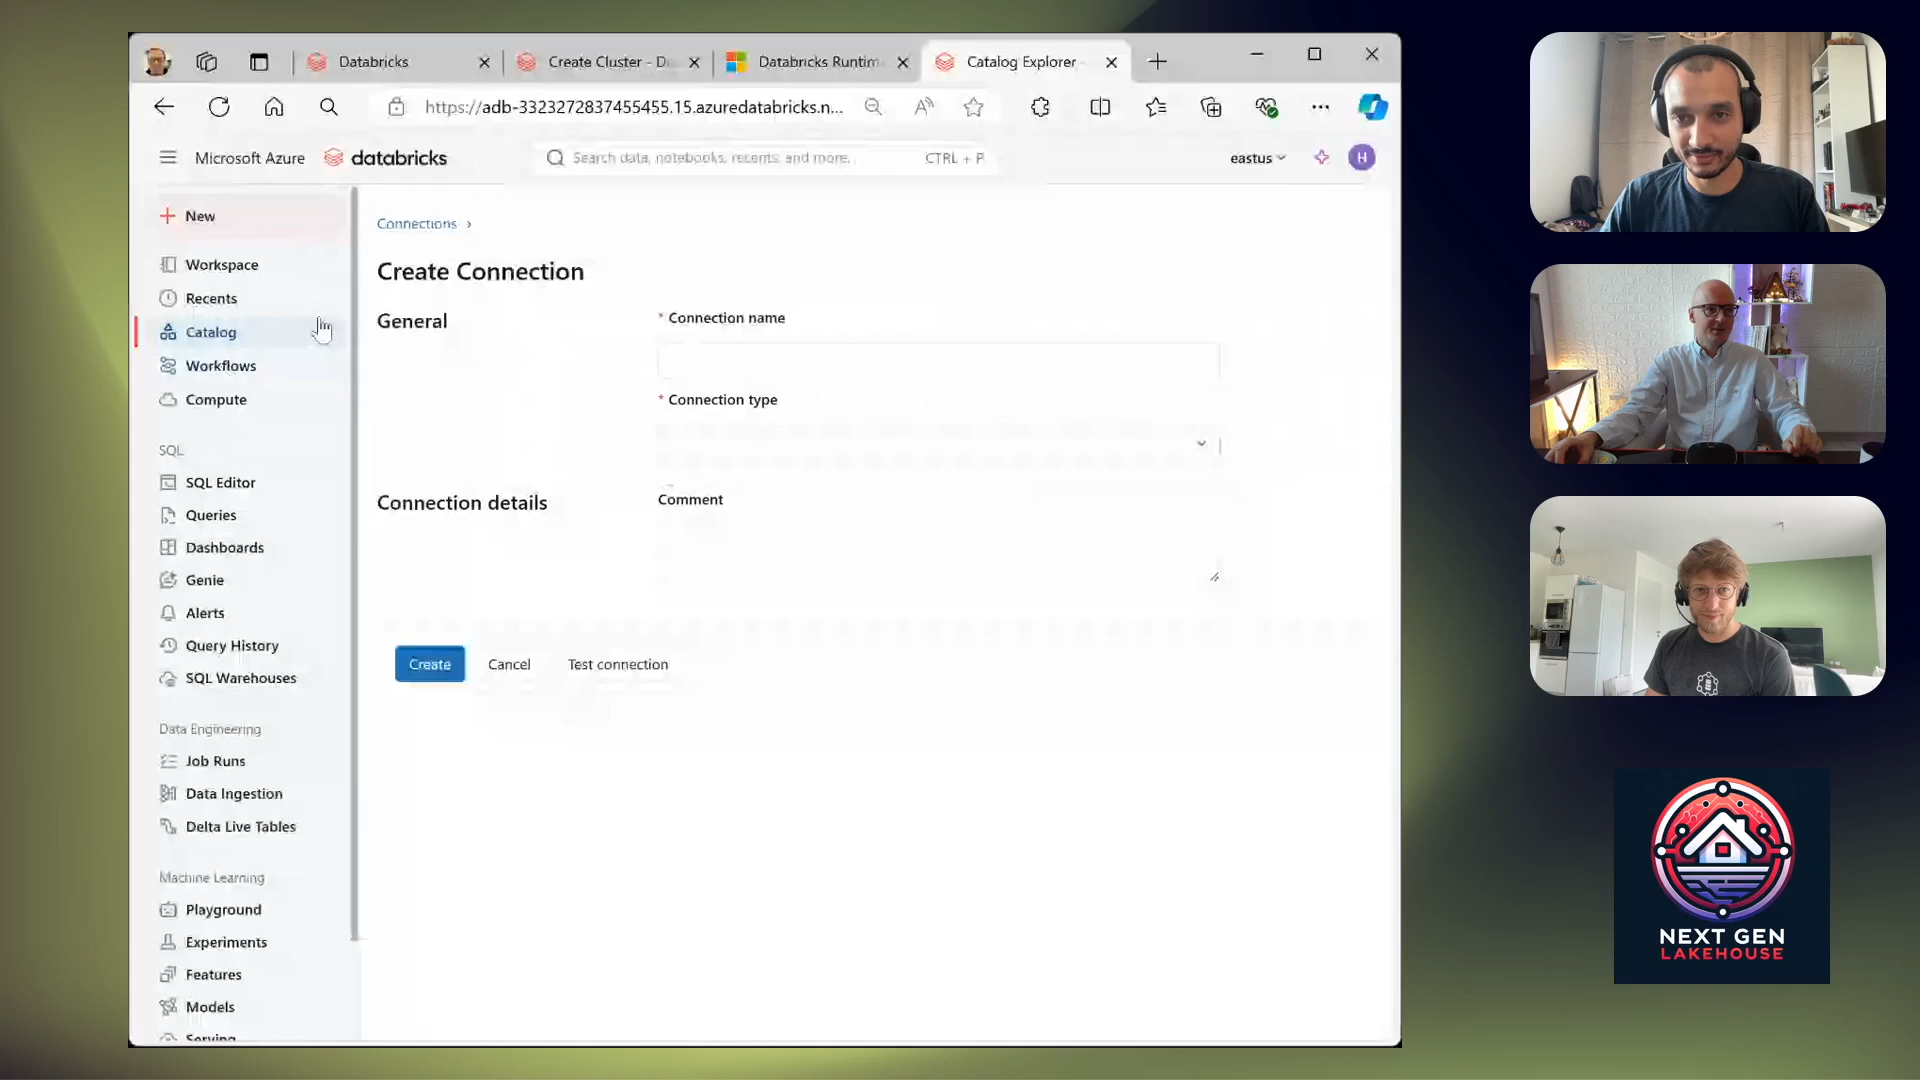 Databricks
Create Cluster - D
Databricks Runtim
Catalog Explorer -
https://adb-3323272837455455.15.azuredatabricks.n...
Microsoft Azure
databricks
Search data, notebooks, recents, and more...
CTRL + P
eastus
H
New
Workspace
Recents
Catalog
Workflows
Compute
SQL
SQL Editor
Queries
Dashboards
Genie
Alerts
Query History
SQL Warehouses
Data Engineering
Job Runs
Data Ingestion
Delta Live Tables
Machine Learning
Playground
Experiments
Features
Models
Serving
Connections ›
Create Connection
General
* Connection name
* Connection type
Connection details
Comment
Create
Cancel
Test connection
NEXT GEN
LAKEHOUSE